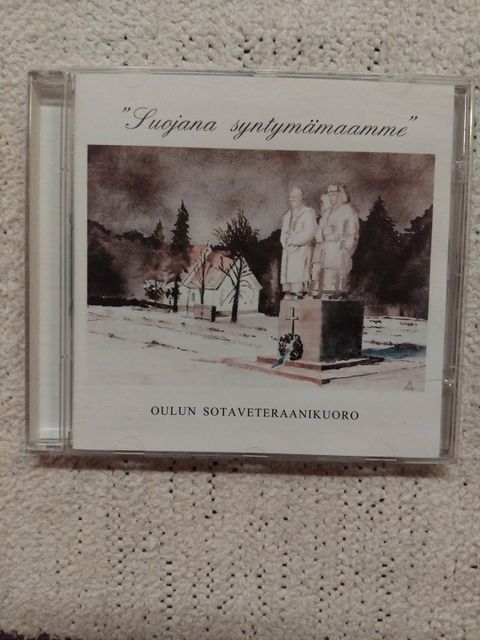 "Suojana syntymämaamme"
OULUN SOTAVETERAANIKUORO